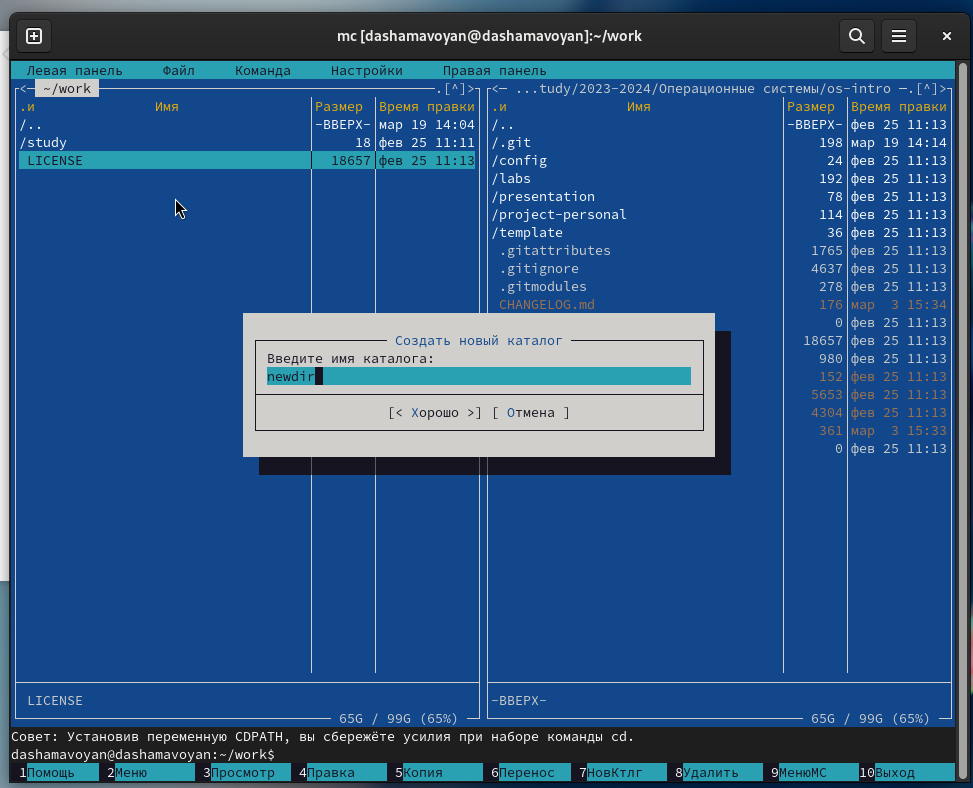 mc [dashamavoyan@dashamavoyan]:~/work
Левая панель Файл Команда Настройки Правая панель
<─ ~/work .[^]>
.и Имя Размер Время правки
/.. -ВВЕРХ- мар 19 14:04
/study 18 фев 25 11:11
LICENSE 18657 фев 25 11:13
LICENSE
65G / 99G (65%)
<─ ...tudy/2023-2024/Операционные системы/os-intro ─.[^]>
.и Имя Размер Время правки
/.. -ВВЕРХ- фев 25 11:13
/.git 198 мар 19 14:14
/config 24 фев 25 11:13
/labs 192 фев 25 11:13
/presentation 78 фев 25 11:13
/project-personal 114 фев 25 11:13
/template 36 фев 25 11:13
.gitattributes 1765 фев 25 11:13
.gitignore 4637 фев 25 11:13
.gitmodules 278 фев 25 11:13
CHANGELOG.md 176 мар 3 15:34
0 фев 25 11:13
18657 фев 25 11:13
980 фев 25 11:13
152 фев 25 11:13
5653 фев 25 11:13
4304 фев 25 11:13
361 мар 3 15:33
0 фев 25 11:13
-ВВЕРХ-
65G / 99G (65%)
Создать новый каталог
Введите имя каталога:
newdir
[< Хорошо >] [ Отмена ]
Совет: Установив переменную CDPATH, вы сбережёте усилия при наборе команды cd.
dashamavoyan@dashamavoyan:~/work$
1Помощь 2Меню 3Просмотр 4Правка 5Копия 6Перенос 7НовКтлг 8Удалить 9МенюМС 10Выход